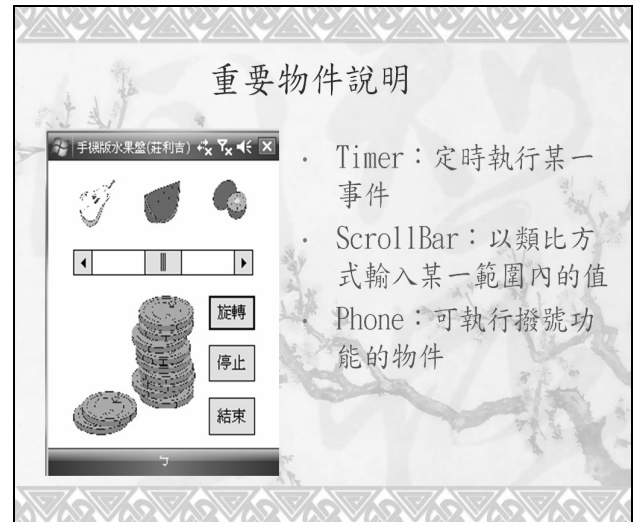 重要物件說明
手機版水果盤(莊利吉)
旋轉
停止
結束
ㄅ
· Timer：定時執行某一
事件
· ScrollBar：以類比方
式輸入某一範圍內的值
· Phone：可執行撥號功
能的物件